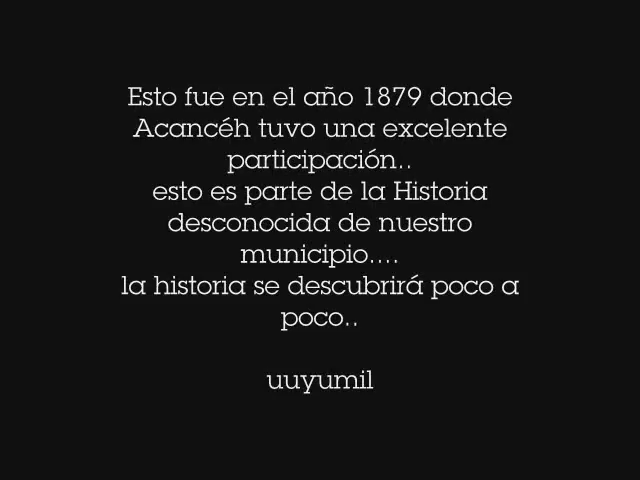 Esto fue en el año 1879 donde
Acancéh tuvo una excelente
participación..
esto es parte de la Historia
desconocida de nuestro
municipio....
la historia se descubrirá poco a
poco..
uuyumil